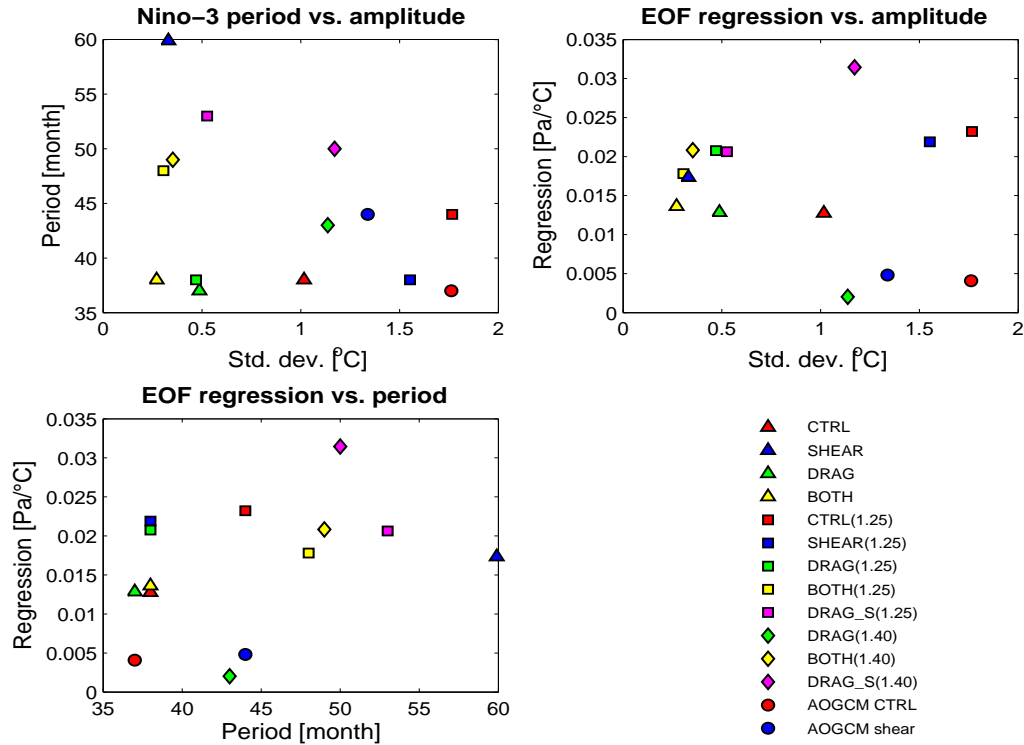 Nino−3 period vs. amplitude
60
55
50
45
40
35
Period [month]
0 0.5 1 1.5 2
Std. dev. [°C]
EOF regression vs. amplitude
0.035
0.03
0.025
0.02
0.015
0.01
0.005
0
Regression [Pa/°C]
0 0.5 1 1.5 2
Std. dev. [°C]
EOF regression vs. period
0.035
0.03
0.025
0.02
0.015
0.01
0.005
0
Regression [Pa/°C]
35 40 45 50 55 60
Period [month]
CTRL
SHEAR
DRAG
BOTH
CTRL(1.25)
SHEAR(1.25)
DRAG(1.25)
BOTH(1.25)
DRAG_S(1.25)
DRAG(1.40)
BOTH(1.40)
DRAG_S(1.40)
AOGCM CTRL
AOGCM shear